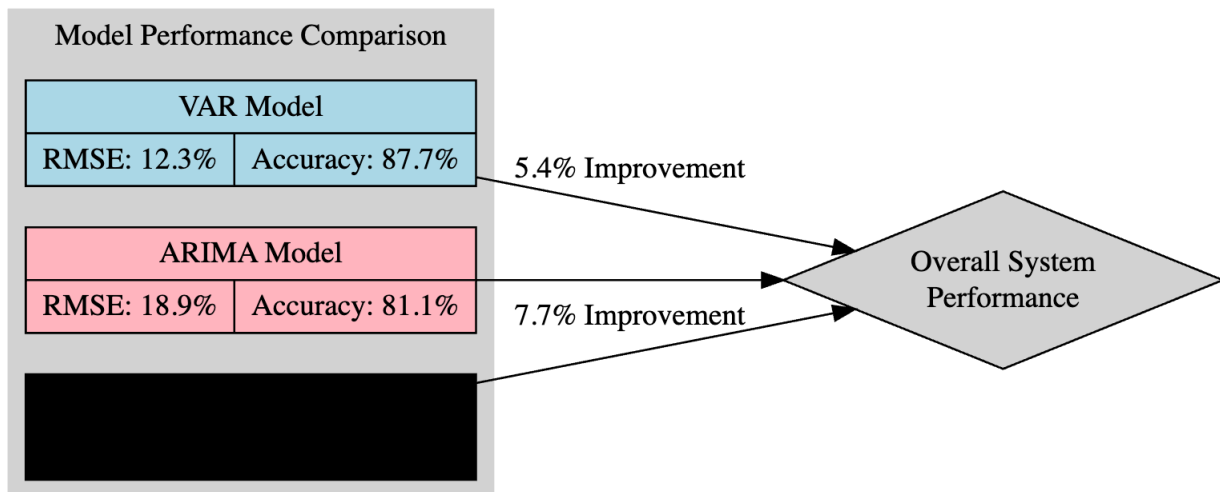 Model Performance Comparison
VAR Model
RMSE: 12.3% Accuracy: 87.7%
5.4% Improvement
ARIMA Model
RMSE: 18.9% Accuracy: 81.1%
7.7% Improvement
Overall System
Performance